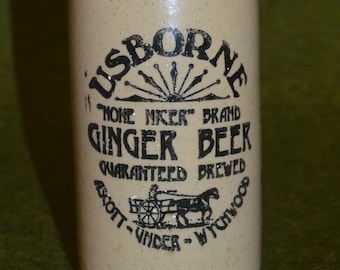 USBORNE
"NONE NICER" BRAND
GINGER BEER
GUARANTEED BREWED
ASCOTT-UNDER-WYCHWOOD